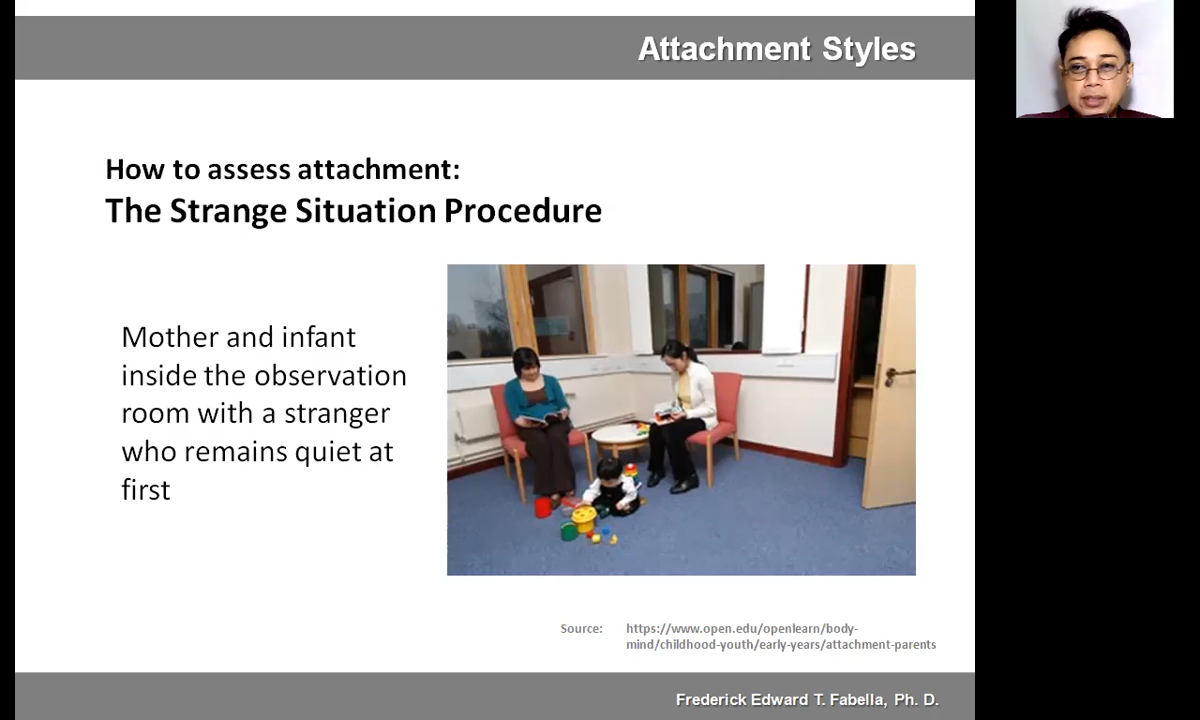 Attachment Styles
How to assess attachment:
The Strange Situation Procedure
Mother and infant
inside the observation
room with a stranger
who remains quiet at
first
Source: https://www.open.edu/openlearn/body-
mind/childhood-youth/early-years/attachment-parents
Frederick Edward T. Fabella, Ph. D.